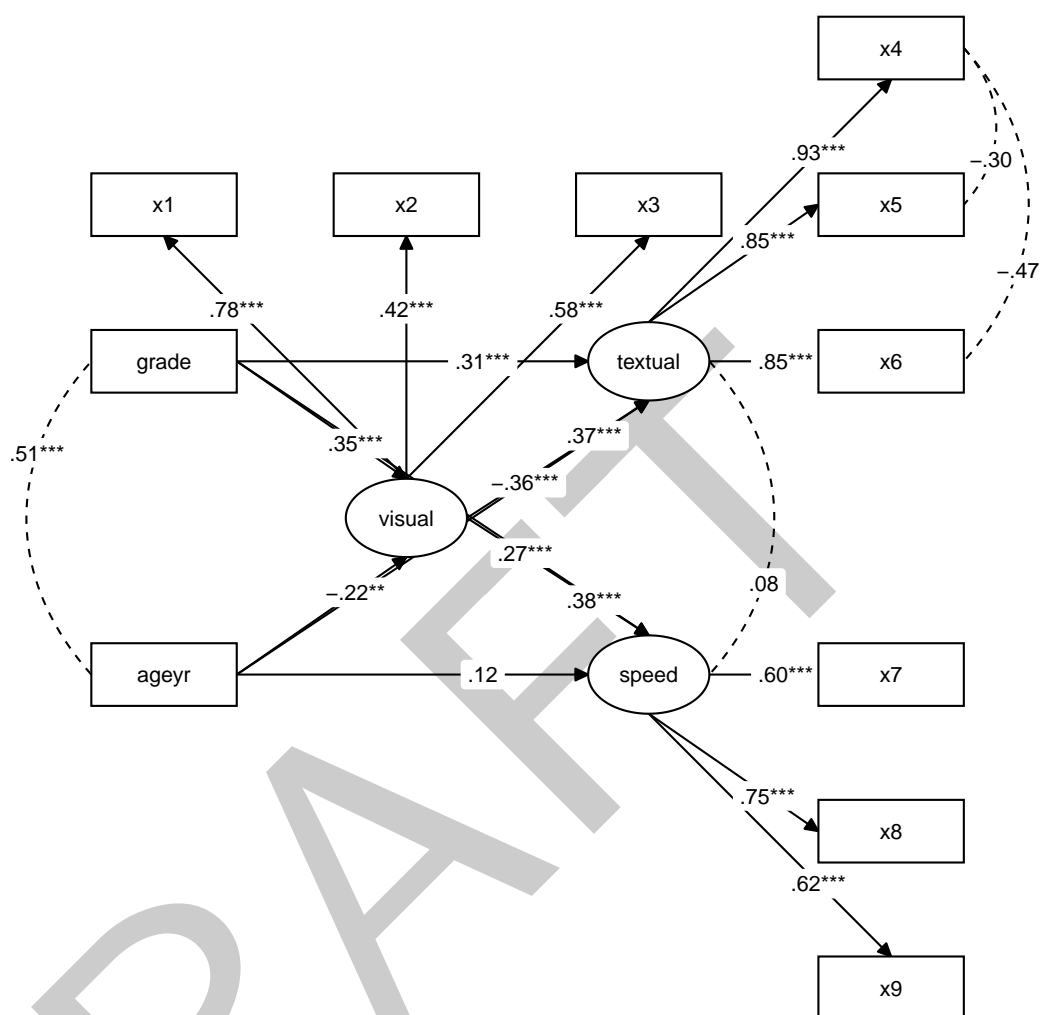 x4
.93***
–.30
x1
x2
x3
x5
.85***
–.47
.78***
.42***
.58***
grade
.31***
textual
.85***
x6
.51***
.35***
.37***
–.36***
visual
.27***
–.22**
.38***
.08
ageyr
.12
speed
.60***
x7
.75***
x8
.62***
x9
DRAFT